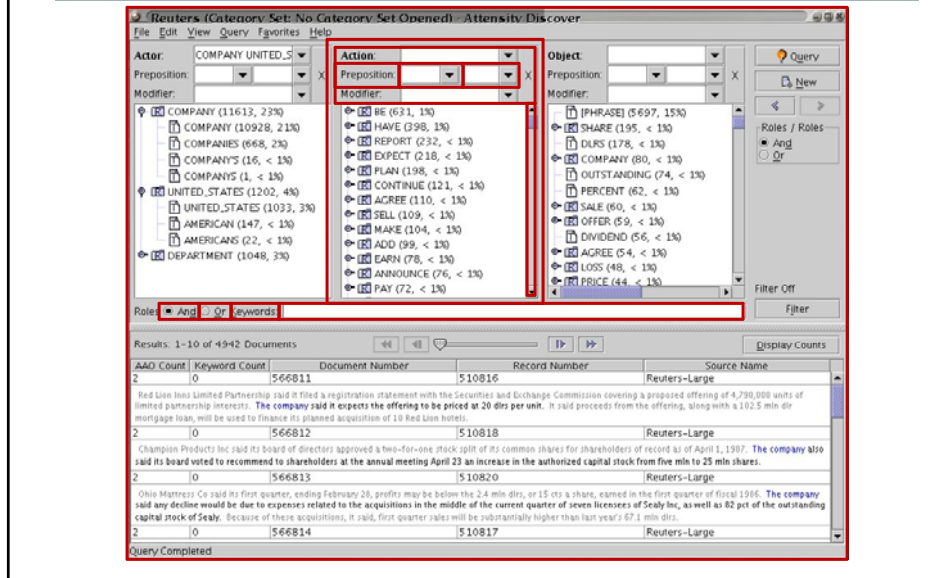 Reuters (Category Set: No Category Set Opened) - Attensity Discover
File Edit View Query Favorites Help
Actor: COMPANY UNITED_S
Preposition: X
Modifier:
COMPANY (11613, 23%)
COMPANY (10928, 21%)
COMPANIES (668, 2%)
COMPANY'S (16, < 1%)
COMPANYS (1, < 1%)
UNITED_STATES (1202, 4%)
UNITED_STATES (1033, 3%)
AMERICAN (147, < 1%)
AMERICANS (22, < 1%)
DEPARTMENT (1048, 3%)
Action:
Preposition: X
Modifier:
BE (631, 1%)
HAVE (398, 1%)
REPORT (232, < 1%)
EXPECT (218, < 1%)
PLAN (198, < 1%)
CONTINUE (121, < 1%)
AGREE (110, < 1%)
SELL (109, < 1%)
MAKE (104, < 1%)
ADD (99, < 1%)
EARN (78, < 1%)
ANNOUNCE (76, < 1%)
PAY (72, < 1%)
Object:
Preposition: X
Modifier:
[PHRASE] (5697, 15%)
SHARE (195, < 1%)
DLRS (178, < 1%)
COMPANY (80, < 1%)
OUTSTANDING (74, < 1%)
PERCENT (62, < 1%)
SALE (60, < 1%)
OFFER (59, < 1%)
DIVIDEND (56, < 1%)
AGREE (54, < 1%)
LOSS (48, < 1%)
PRICE (44, < 1%)
Query
New
Roles / Roles
And
Or
Filter Off
Filter
Roles And Or Keywords:
Results: 1-10 of 4942 Documents
Display Counts
AAO Count Keyword Count Document Number Record Number Source Name
2 0 566811 510816 Reuters-Large
Red Lion Inns Limited Partnership said it filed a registration statement with the Securities and Exchange Commission covering a proposed offering of 4,790,000 units of
limited partnership interests. The company said it expects the offering to be priced at 20 dlrs per unit. It said proceeds from the offering, along with a 102.5 mln dlr
mortgage loan, will be used to finance its planned acquisition of 10 Red Lion hotels.
2 0 566812 510818 Reuters-Large
Champion Products Inc said its board of directors approved a two-for-one stock split of its common shares for shareholders of record as of April 1, 1987. The company also
said its board voted to recommend to shareholders at the annual meeting April 23 an increase in the authorized capital stock from five mln to 25 mln shares.
2 0 566813 510820 Reuters-Large
Ohio Mattress Co said its first quarter, ending February 28, profits may be below the 2.4 mln dlrs, or 15 cts a share, earned in the first quarter of fiscal 1986. The company
said any decline would be due to expenses related to the acquisitions in the middle of the current quarter of seven licensees of Sealy Inc, as well as 82 pct of the outstanding
capital stock of Sealy. Because of these acquisitions, it said, first quarter sales will be substantially higher than last year's 67.1 mln dlrs.
2 0 566814 510817 Reuters-Large
Query Completed